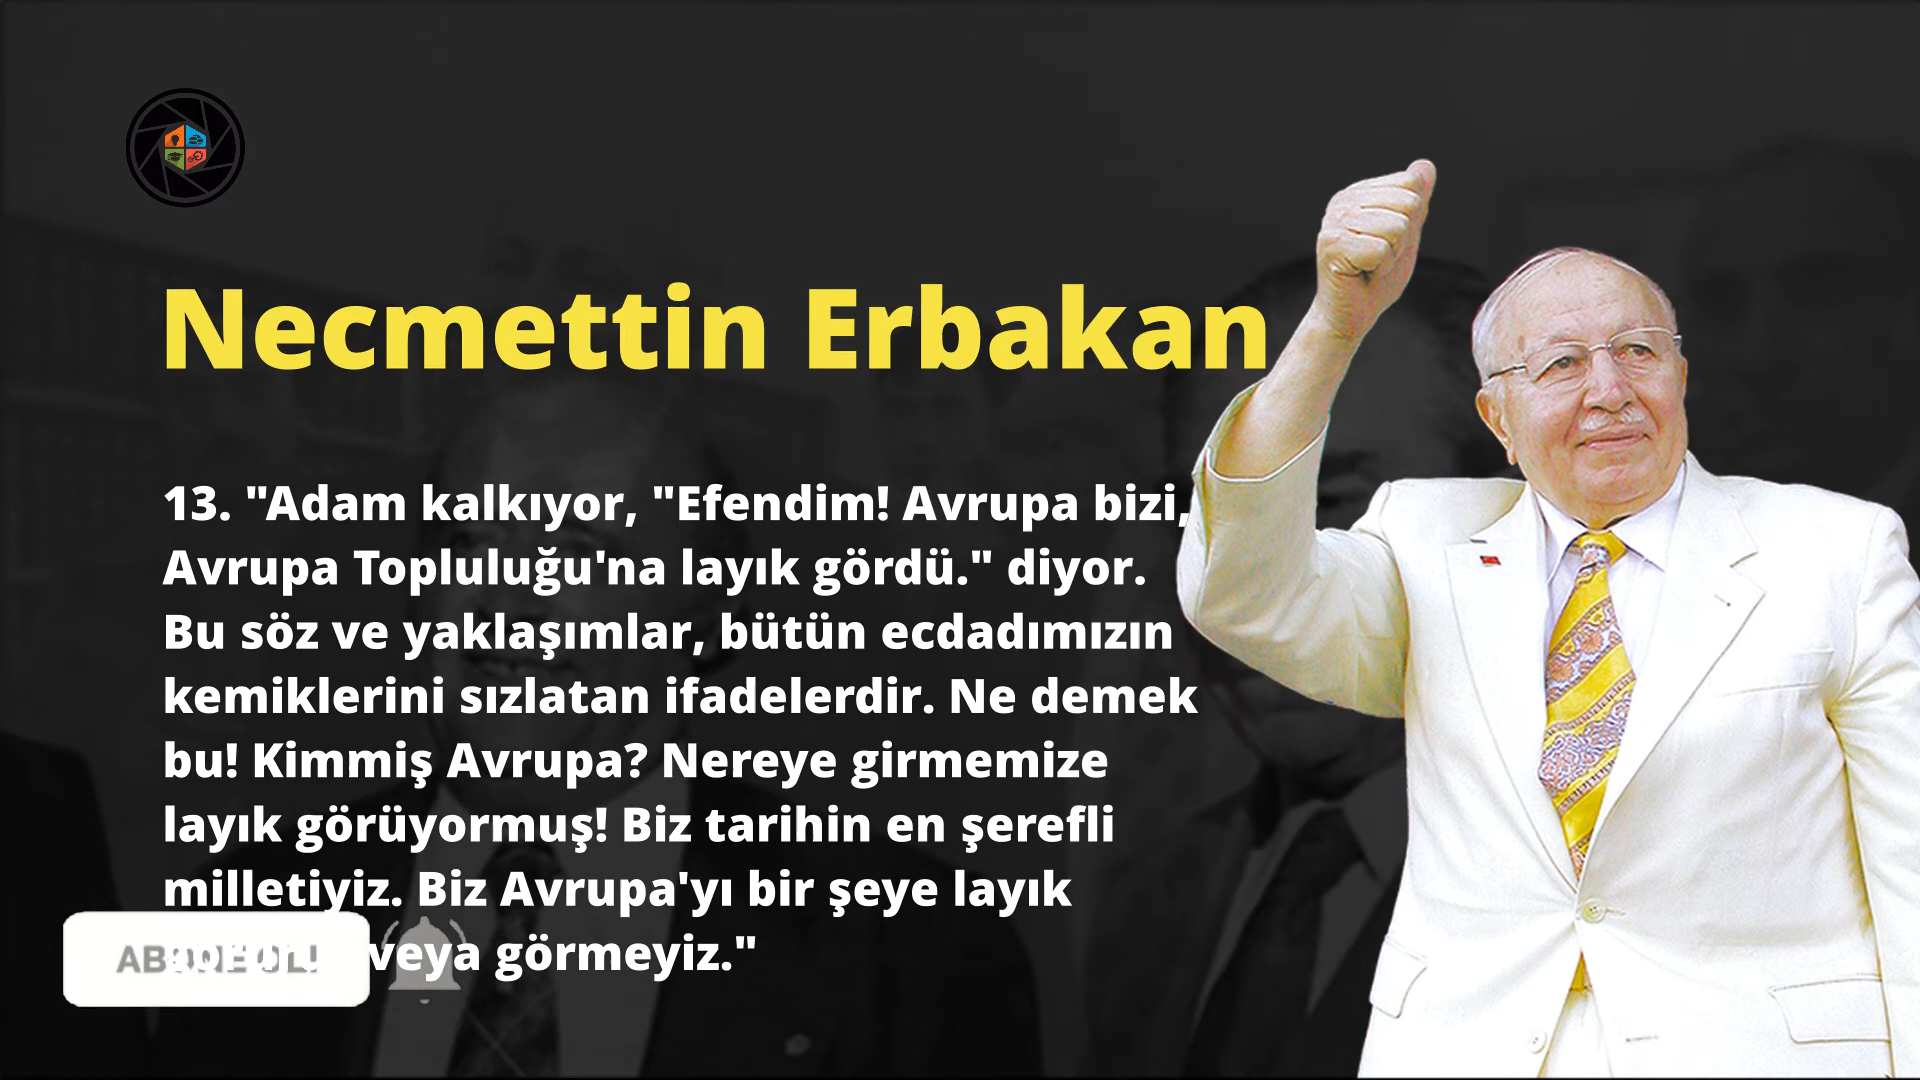 Necmettin Erbakan
13. "Adam kalkıyor, "Efendim! Avrupa bizi,
Avrupa Topluluğu'na layık gördü." diyor.
Bu söz ve yaklaşımlar, bütün ecdadımızın
kemiklerini sızlatan ifadelerdir. Ne demek
bu! Kimmiş Avrupa? Nereye girmemize
layık görüyormuş! Biz tarihin en şerefli
milletiyiz. Biz Avrupa'yı bir şeye layık
veya görmeyiz."